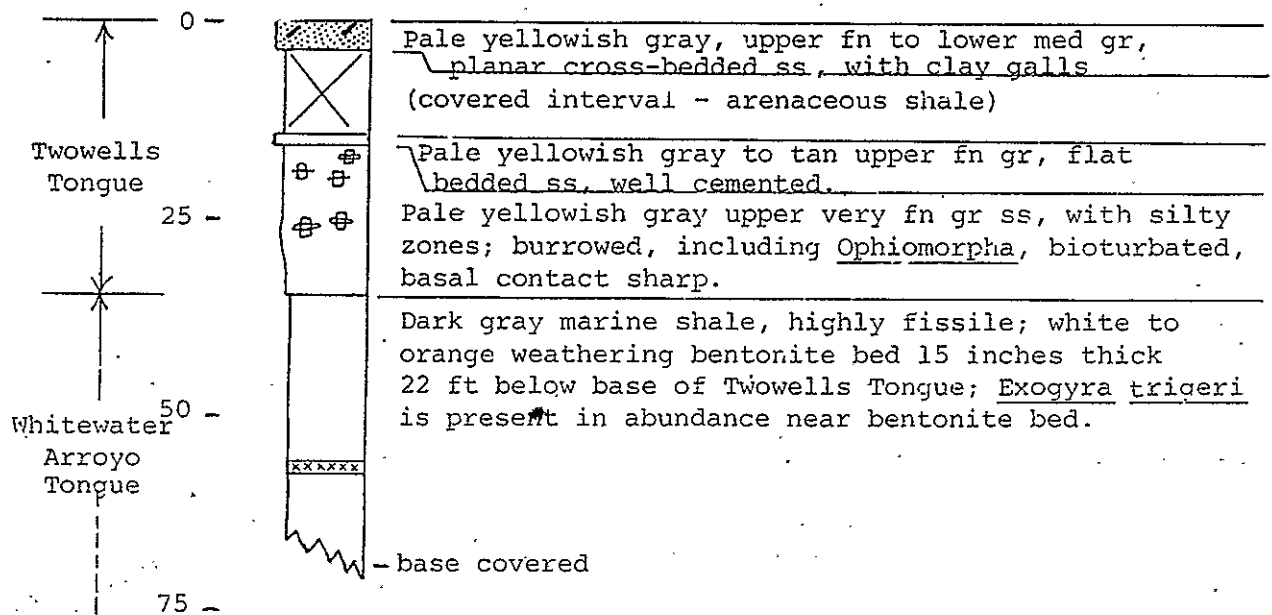 0 –
Pale yellowish gray, upper fn to lower med gr,
planar cross-bedded ss, with clay galls
(covered interval - arenaceous shale)
Twowells
Tongue
Pale yellowish gray to tan upper fn gr, flat
bedded ss, well cemented.
25 –
Pale yellowish gray upper very fn gr ss, with silty
zones; burrowed, including Ophiomorpha, bioturbated,
basal contact sharp.
Dark gray marine shale, highly fissile; white to
orange weathering bentonite bed 15 inches thick
22 ft below base of Twowells Tongue; Exogyra trigeri
is present in abundance near bentonite bed.
50 –
Whitewater
Arroyo
Tongue
xxxxxx
– base covered
75 –